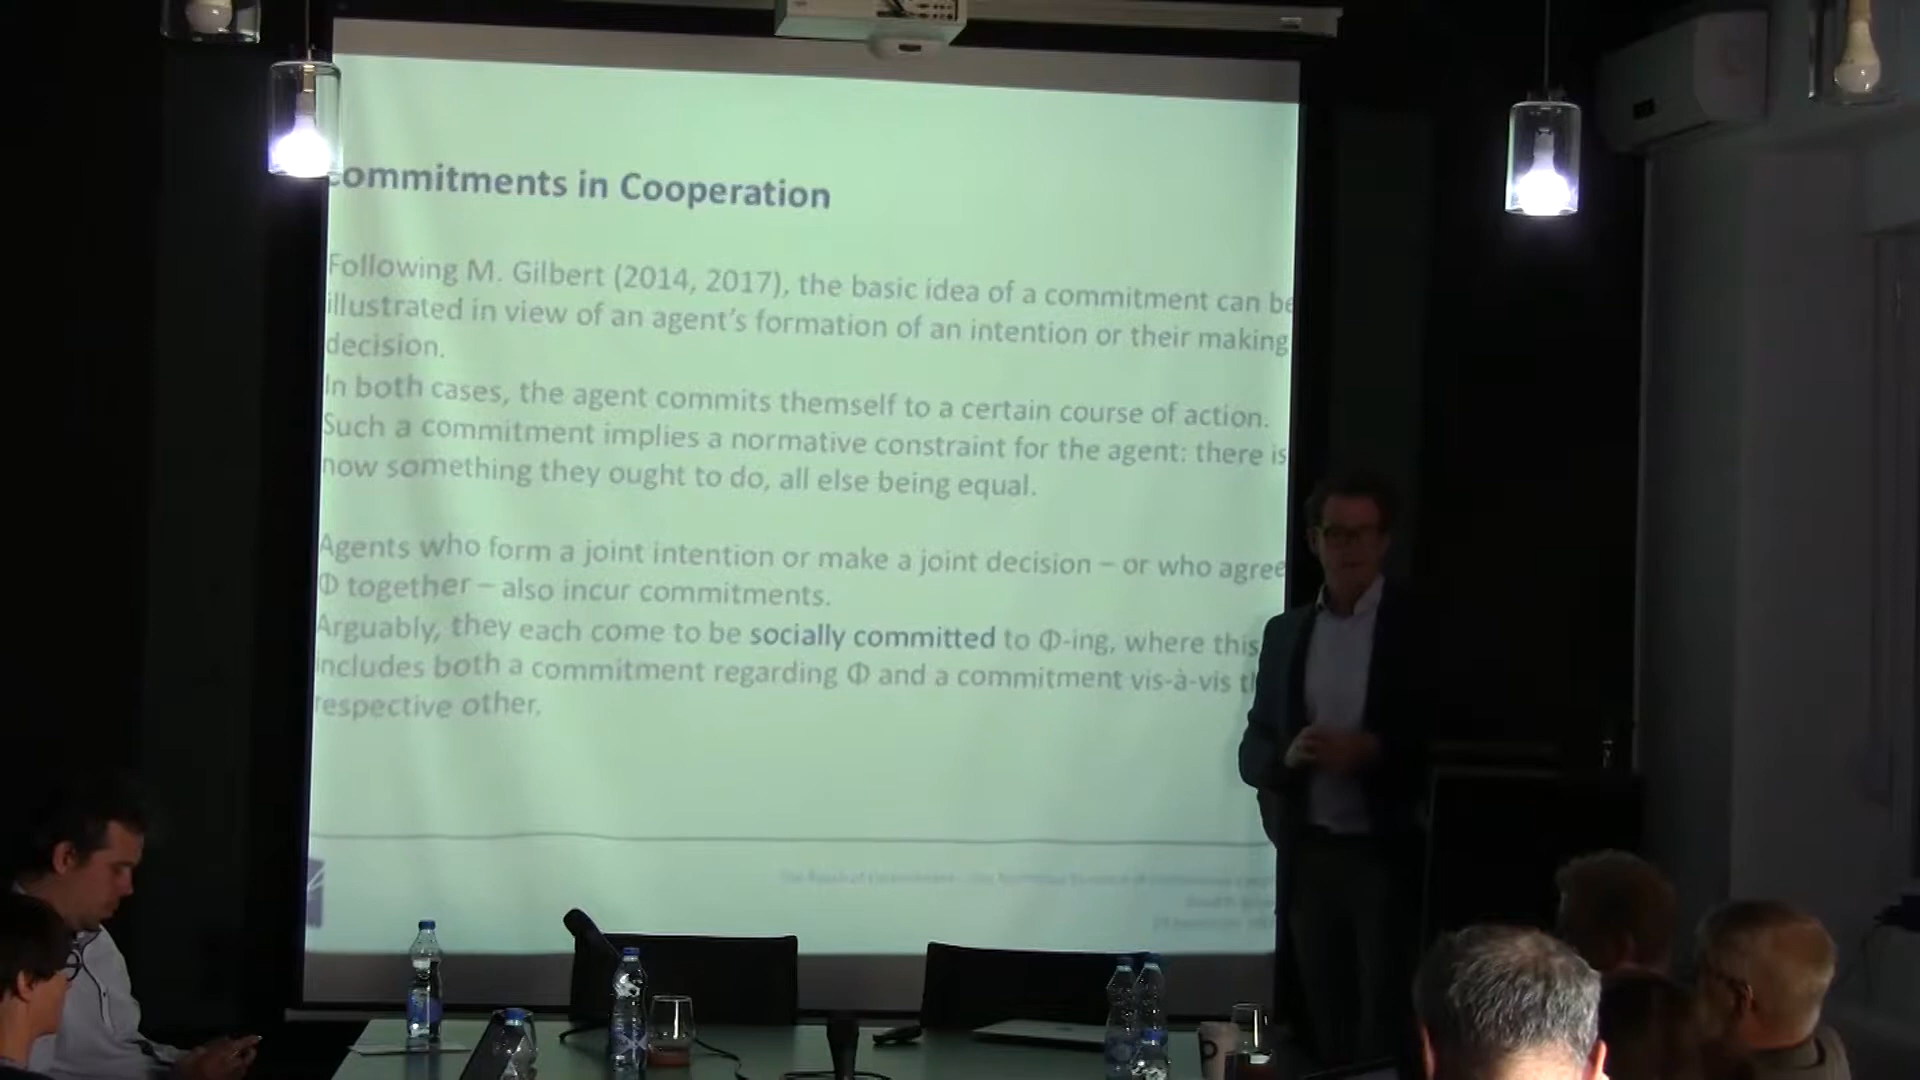 Commitments in Cooperation
Following M. Gilbert (2014, 2017), the basic idea of a commitment can be
illustrated in view of an agent's formation of an intention or their making
decision.
In both cases, the agent commits themself to a certain course of action.
Such a commitment implies a normative constraint for the agent: there is
now something they ought to do, all else being equal.
Agents who form a joint intention or make a joint decision – or who agree
Φ together – also incur commitments.
Arguably, they each come to be socially committed to Φ-ing, where this
includes both a commitment regarding Φ and a commitment vis-à-vis
respective other.